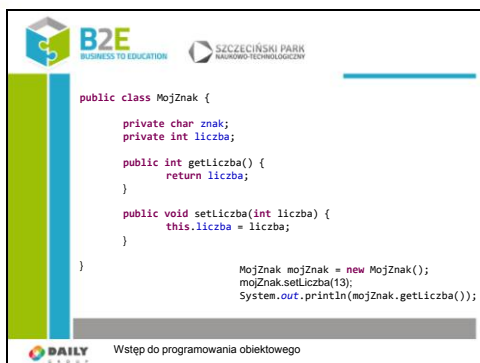 B2E
BUSINESS TO EDUCATION
SZCZECIŃSKI PARK
NAUKOWO-TECHNOLOGICZNY
public class MojZnak {
private char znak;
private int liczba;
public int getLiczba() {
return liczba;
}
public void setLiczba(int liczba) {
this.liczba = liczba;
}
}
MojZnak mojZnak = new MojZnak();
mojZnak.setLiczba(13);
System.out.println(mojZnak.getLiczba());
DAILY
Wstęp do programowania obiektowego